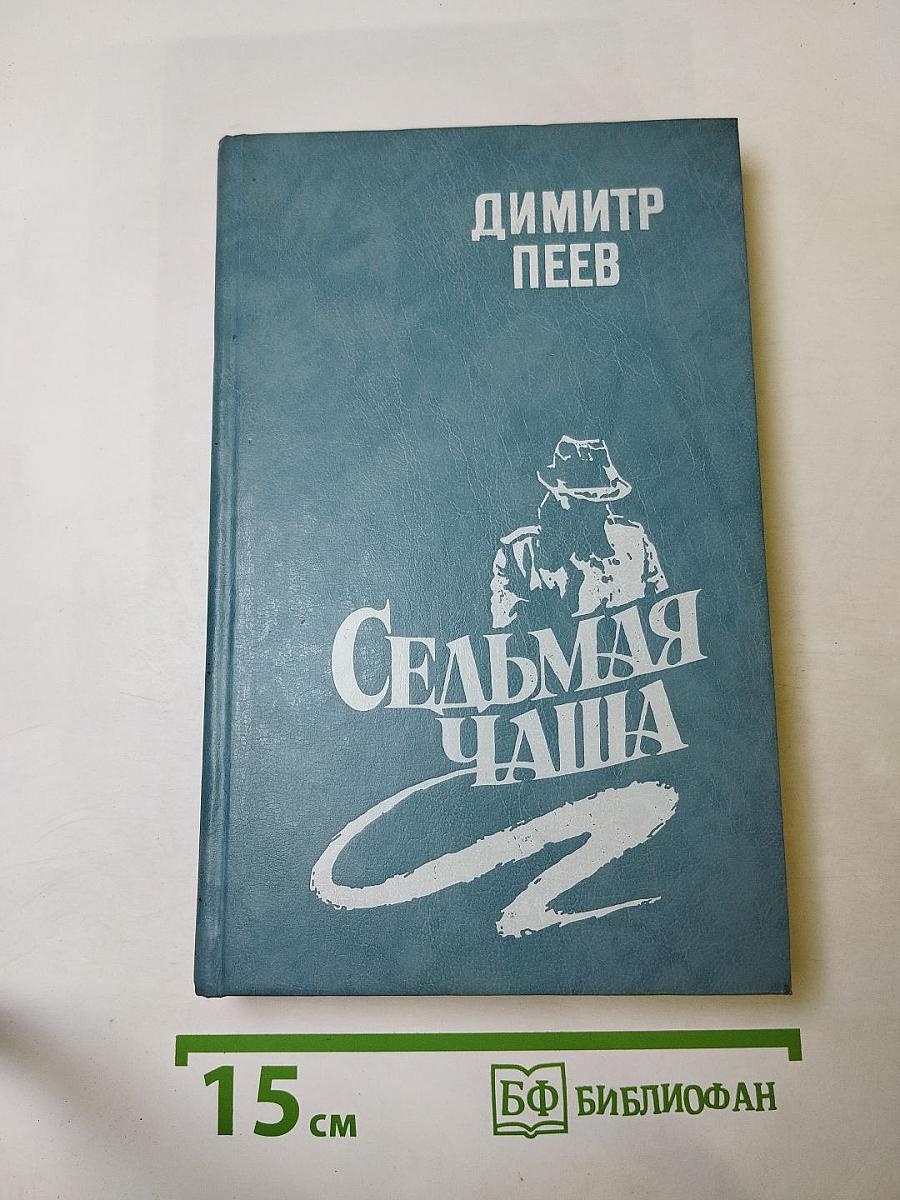 ДИМИТР
ПЕЕВ
СЕДЬМАЯ
ЧАША
15 см
БФ БИБЛИОФАН